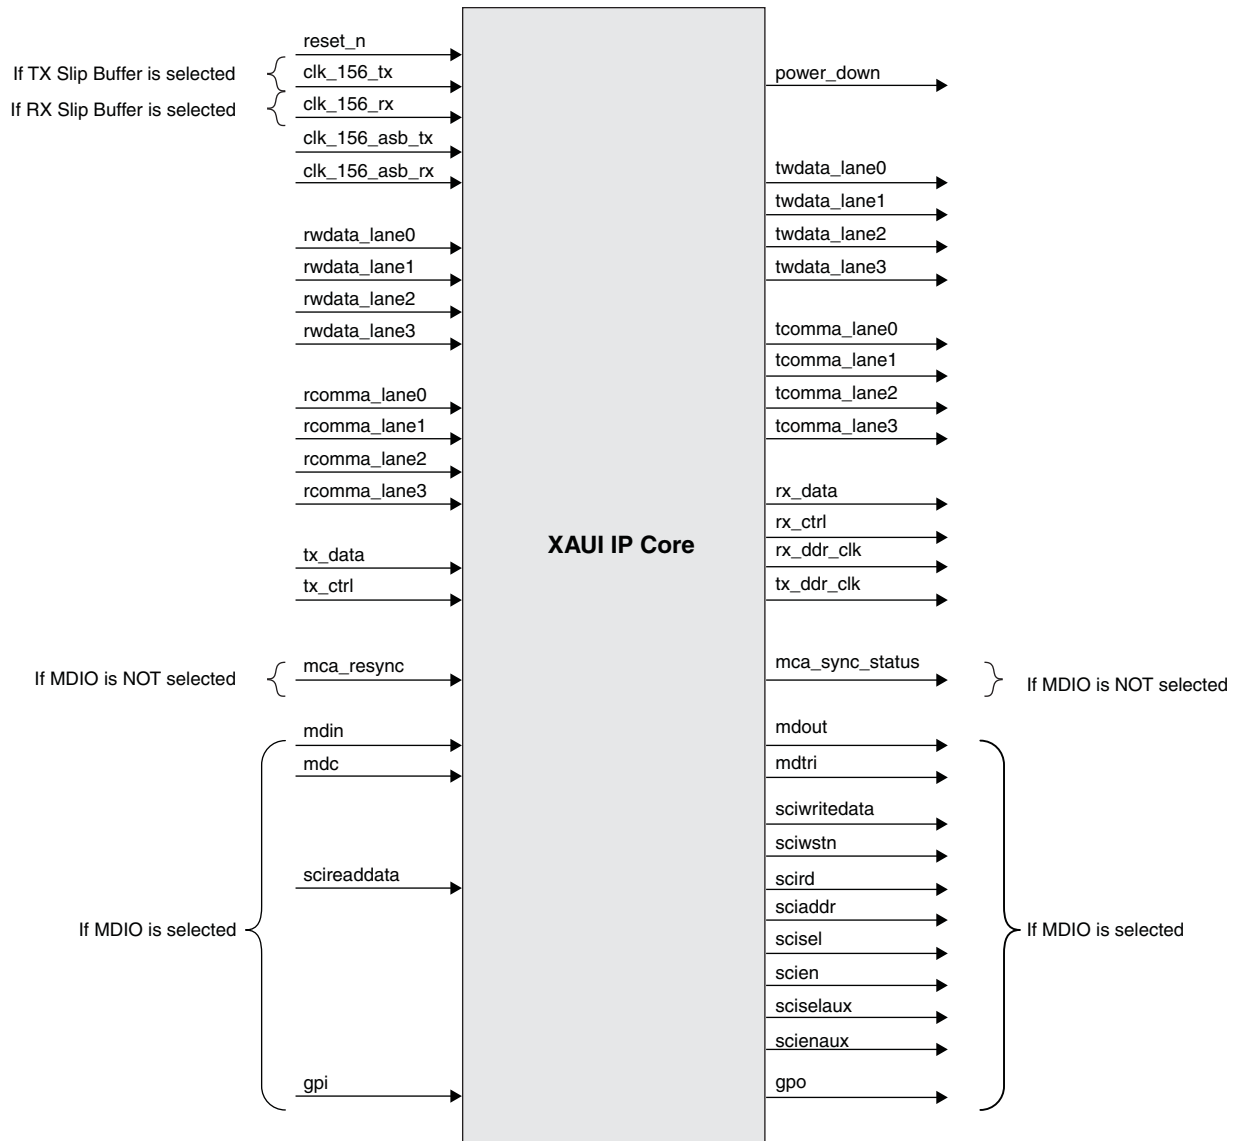 reset_n
If TX Slip Buffer is selected
clk_156_tx
If RX Slip Buffer is selected
clk_156_rx
clk_156_asb_tx
clk_156_asb_rx
rwdata_lane0
rwdata_lane1
rwdata_lane2
rwdata_lane3
rcomma_lane0
rcomma_lane1
rcomma_lane2
rcomma_lane3
tx_data
tx_ctrl
If MDIO is NOT selected
mca_resync
mdin
mdc
scireaddata
If MDIO is selected
gpi
XAUI IP Core
power_down
twdata_lane0
twdata_lane1
twdata_lane2
twdata_lane3
tcomma_lane0
tcomma_lane1
tcomma_lane2
tcomma_lane3
rx_data
rx_ctrl
rx_ddr_clk
tx_ddr_clk
mca_sync_status
If MDIO is NOT selected
mdout
mdtri
sciwritedata
sciwstn
scird
sciaddr
scisel
scien
sciselaux
scienaux
gpo
If MDIO is selected